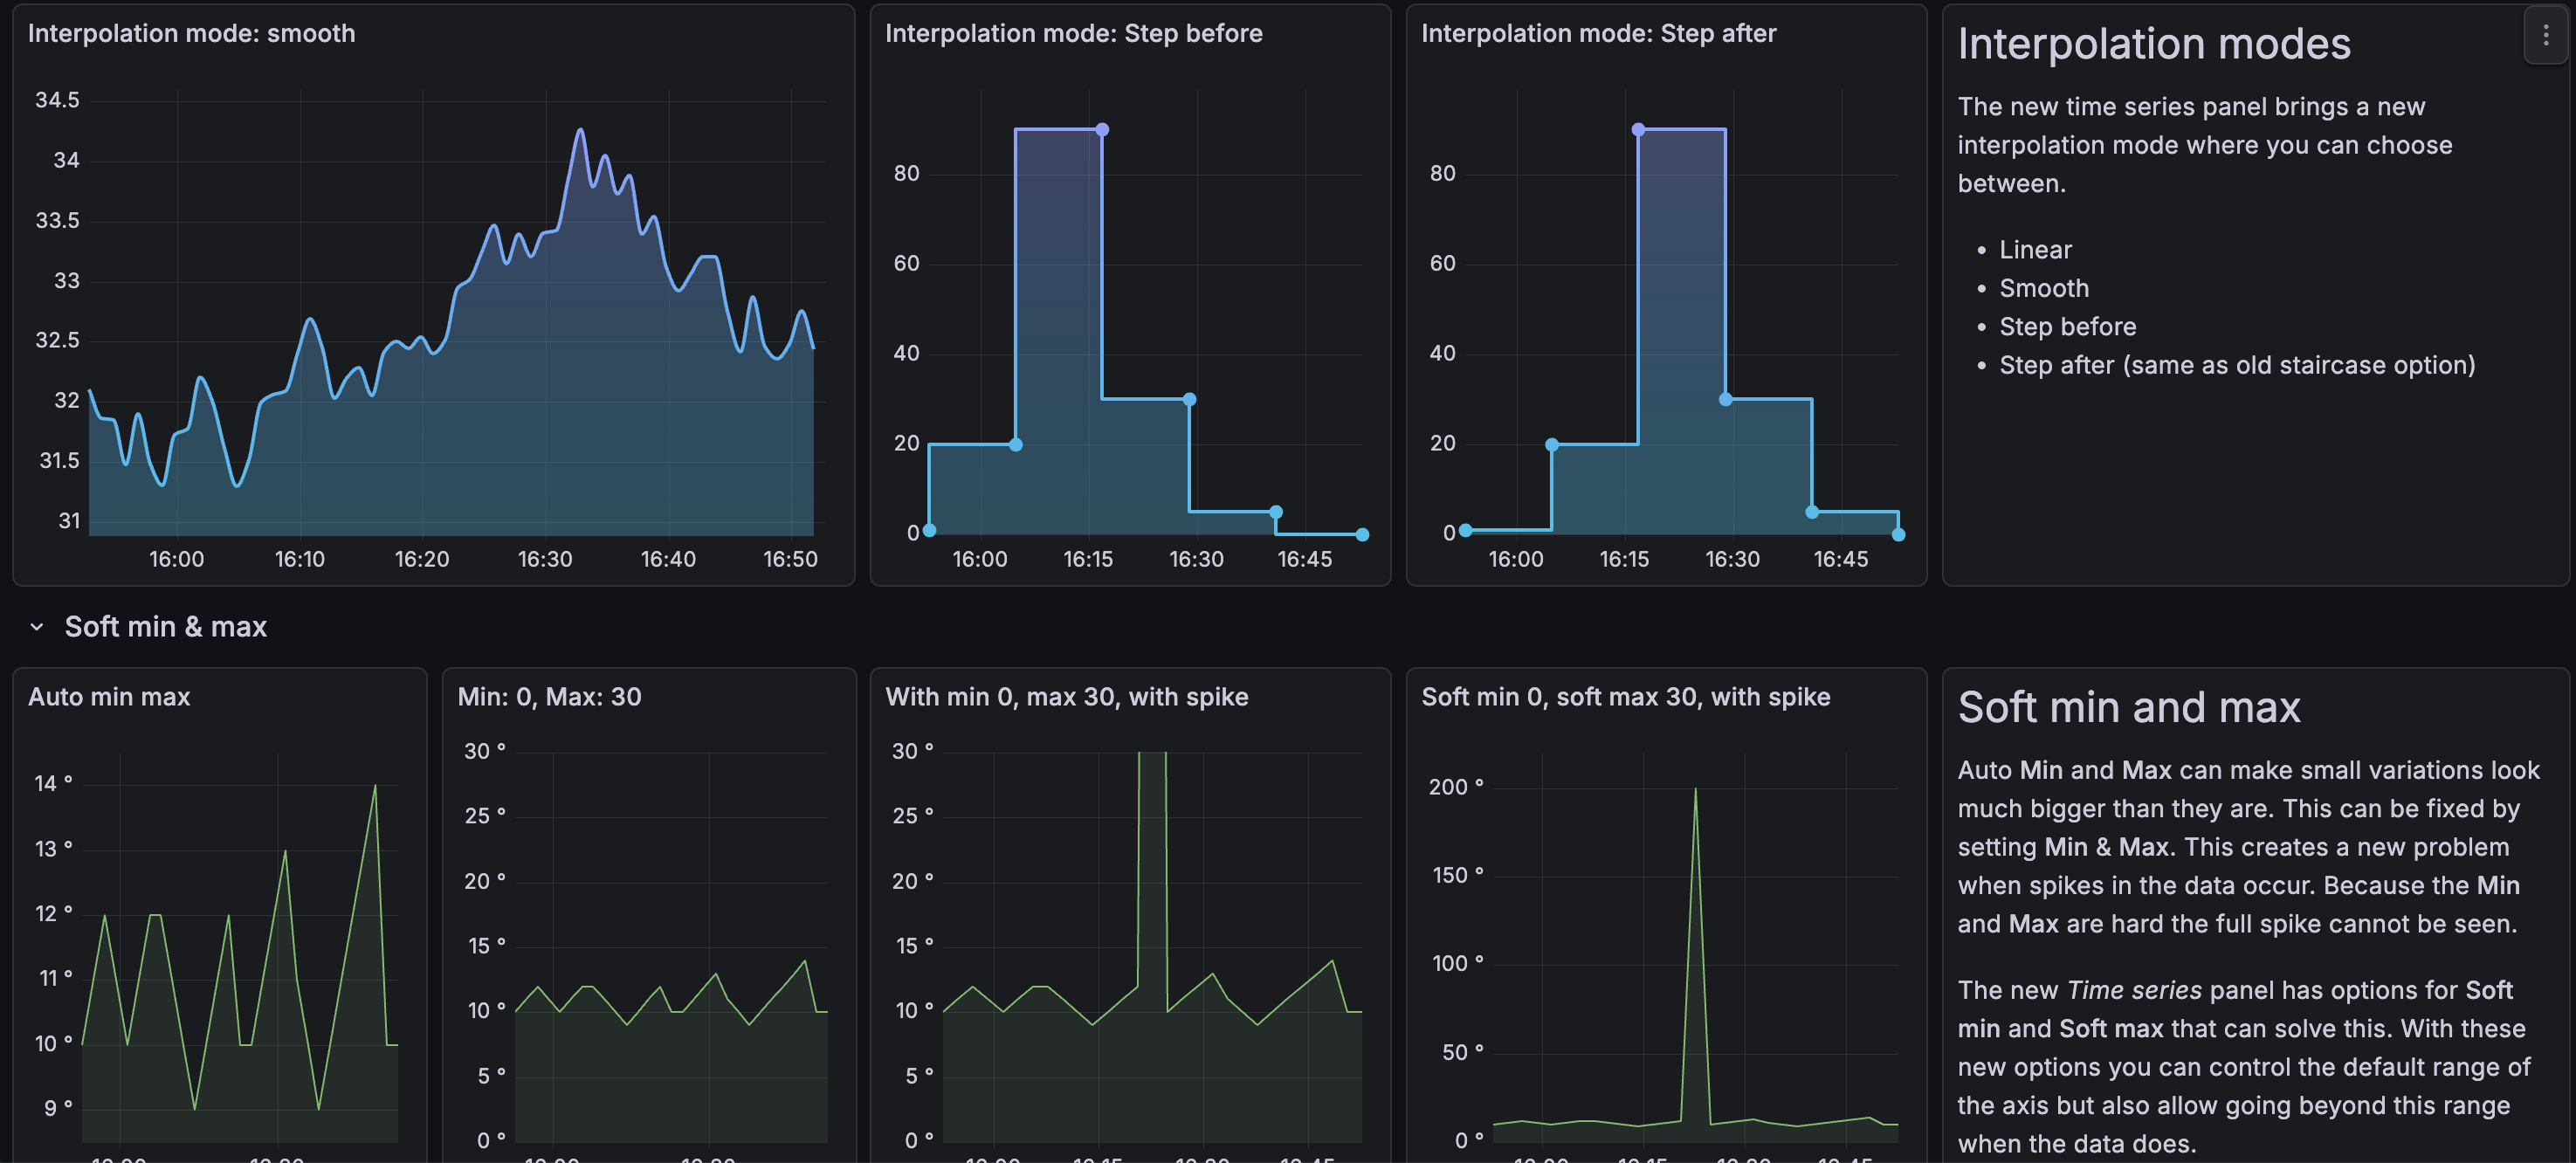 Interpolation mode: smooth
34.5
34
33.5
33
32.5
32
31.5
31
16:00 16:10 16:20 16:30 16:40 16:50
Interpolation mode: Step before
80
60
40
20
0
16:00 16:15 16:30 16:45
Interpolation mode: Step after
80
60
40
20
0
16:00 16:15 16:30 16:45
Interpolation modes
The new time series panel brings a new
interpolation mode where you can choose
between.
• Linear
• Smooth
• Step before
• Step after (same as old staircase option)
Soft min & max
Auto min max
14 °
13 °
12 °
11 °
10 °
9 °
Min: 0, Max: 30
30 °
25 °
20 °
15 °
10 °
5 °
0 °
With min 0, max 30, with spike
30 °
25 °
20 °
15 °
10 °
5 °
0 °
Soft min 0, soft max 30, with spike
200 °
150 °
100 °
50 °
0 °
Soft min and max
Auto Min and Max can make small variations look
much bigger than they are. This can be fixed by
setting Min & Max. This creates a new problem
when spikes in the data occur. Because the Min
and Max are hard the full spike cannot be seen.
The new Time series panel has options for Soft
min and Soft max that can solve this. With these
new options you can control the default range of
the axis but also allow going beyond this range
when the data does.